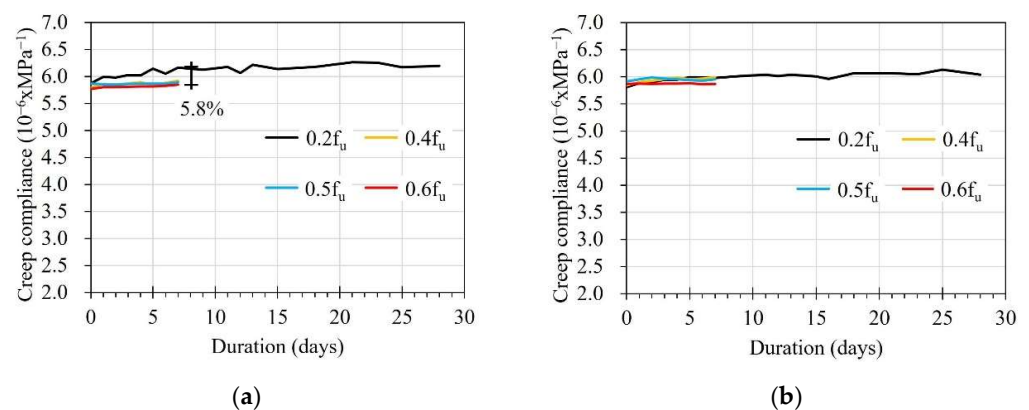 7.0
6.5
6.0
5.5
5.0
4.5
4.0
3.5
3.0
2.5
2.0
Creep compliance (10⁻⁶xMPa⁻¹)
5.8%
0.2fᵤ 0.4fᵤ
0.5fᵤ 0.6fᵤ
0 5 10 15 20 25 30
Duration (days)
(a)
7.0
6.5
6.0
5.5
5.0
4.5
4.0
3.5
3.0
2.5
2.0
Creep compliance (10⁻⁶xMPa⁻¹)
0.2fᵤ 0.4fᵤ
0.5fᵤ 0.6fᵤ
0 5 10 15 20 25 30
Duration (days)
(b)